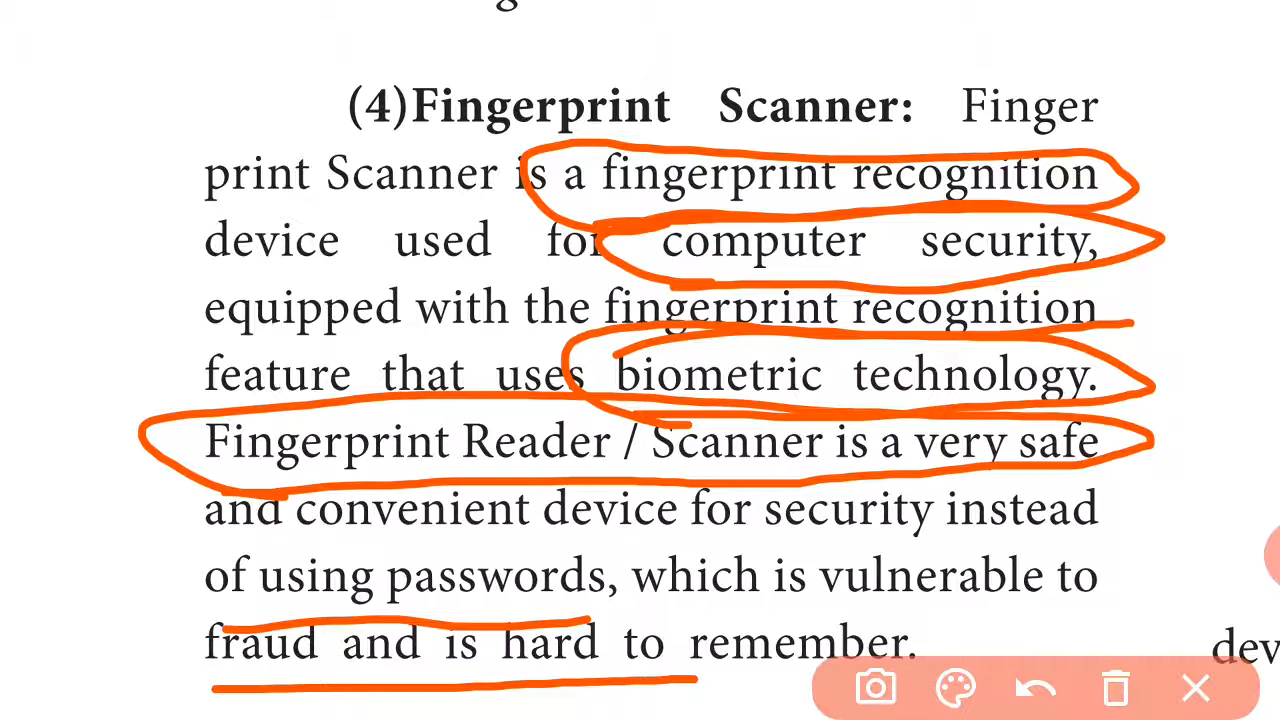 (4)Fingerprint Scanner: Finger
print Scanner is a fingerprint recognition
device used for computer security,
equipped with the fingerprint recognition
feature that uses biometric technology.
Fingerprint Reader / Scanner is a very safe
and convenient device for security instead
of using passwords, which is vulnerable to
fraud and is hard to remember.